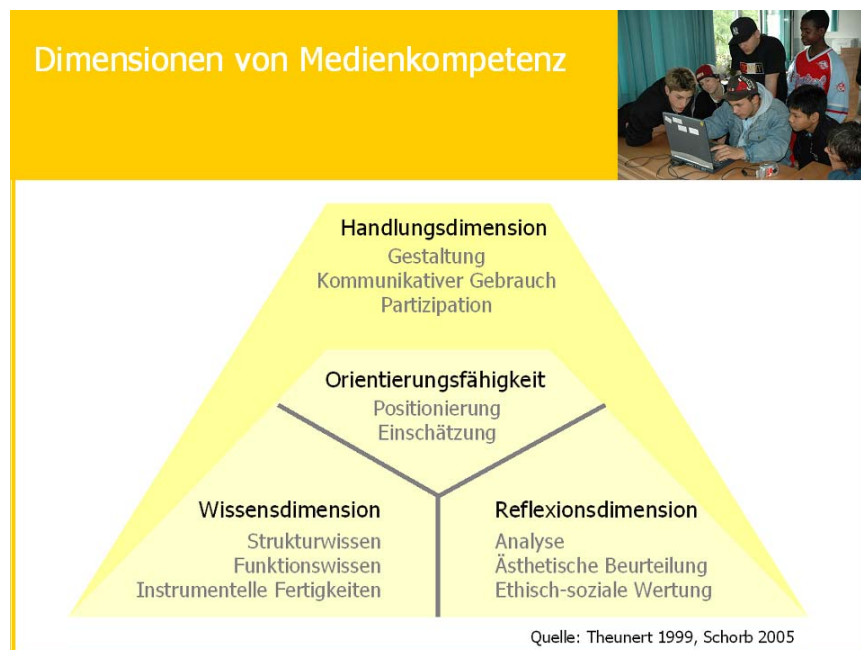 Dimensionen von Medienkompetenz
Handlungsdimension
Gestaltung
Kommunikativer Gebrauch
Partizipation
Orientierungsfähigkeit
Positionierung
Einschätzung
Wissensdimension
Strukturwissen
Funktionswissen
Instrumentelle Fertigkeiten
Reflexionsdimension
Analyse
Ästhetische Beurteilung
Ethisch-soziale Wertung
Quelle: Theunert 1999, Schorb 2005